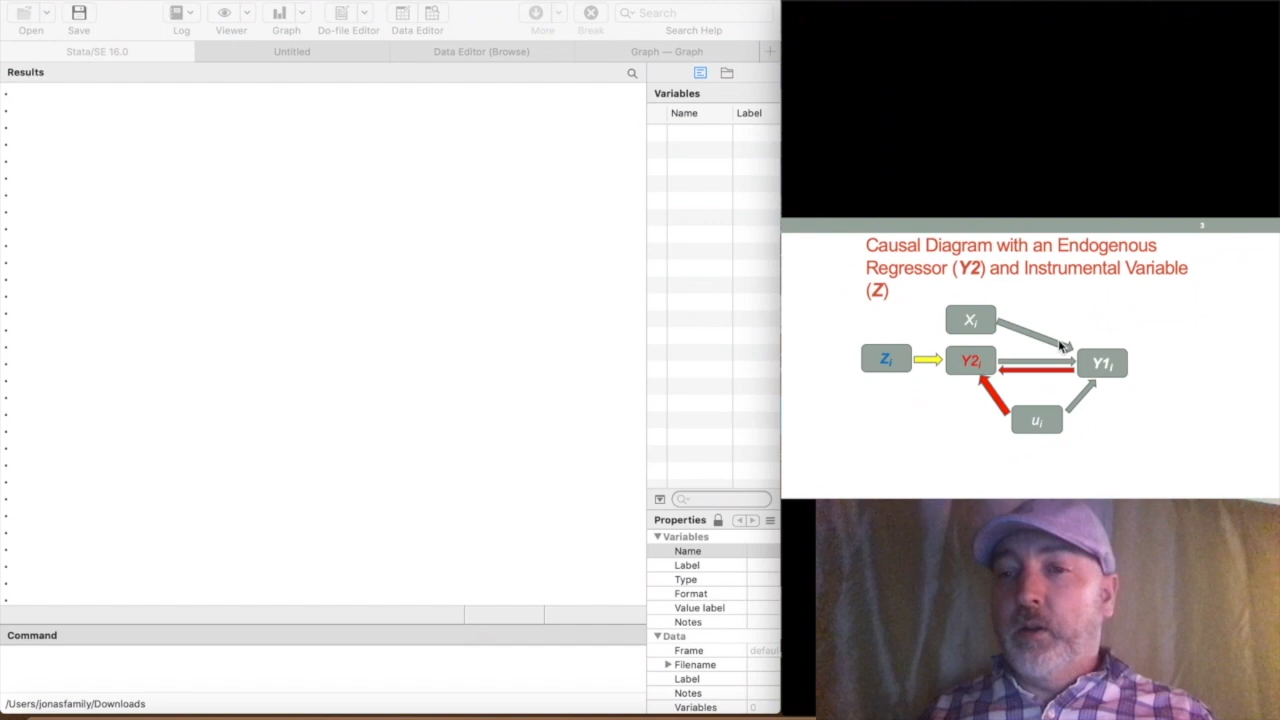 Open
Save
Log
Viewer
Graph
Do-file Editor
Data Editor
More
Break
Search
Search Help
Stata/SE 16.0
Untitled
Data Editor (Browse)
Graph — Graph
Results
Variables
Name
Label
Properties
Variables
Name
Label
Type
Format
Value label
Notes
Data
Frame
defaul
Filename
Label
Notes
Variables
0
Command
/Users/jonasfamily/Downloads
3
Causal Diagram with an Endogenous
Regressor (Y2) and Instrumental Variable
(Z)
Xi
Zi
Y2i
Y1i
ui